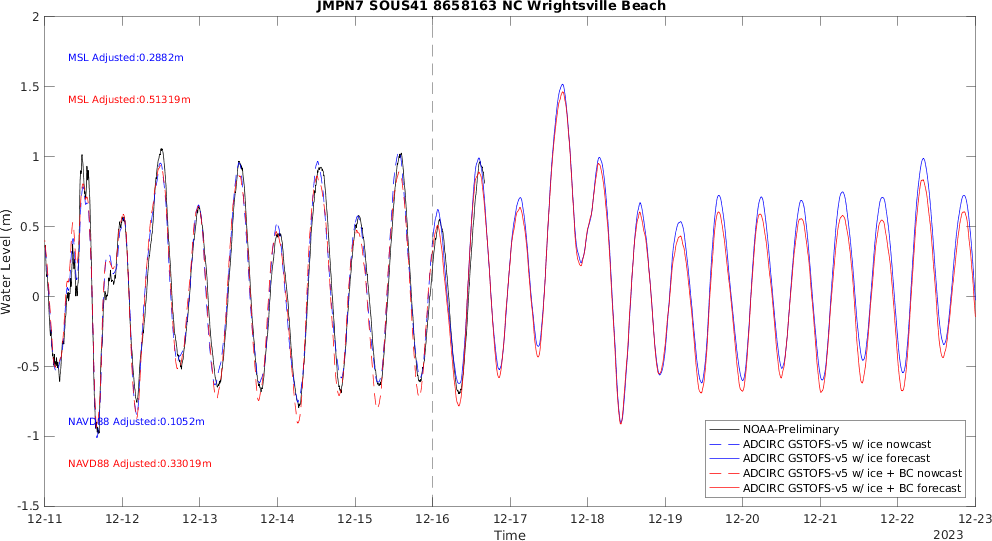 JMPN7 SOUS41 8658163 NC Wrightsville Beach
2
1.5
1
0.5
0
-0.5
-1
-1.5
Water Level (m)
MSL Adjusted:0.2882m
MSL Adjusted:0.51319m
NAVD88 Adjusted:0.1052m
NAVD88 Adjusted:0.33019m
NOAA-Preliminary
ADCIRC GSTOFS-v5 w/ ice nowcast
ADCIRC GSTOFS-v5 w/ ice forecast
ADCIRC GSTOFS-v5 w/ ice + BC nowcast
ADCIRC GSTOFS-v5 w/ ice + BC forecast
12-11 12-12 12-13 12-14 12-15 12-16 12-17 12-18 12-19 12-20 12-21 12-22 12-23
Time
2023